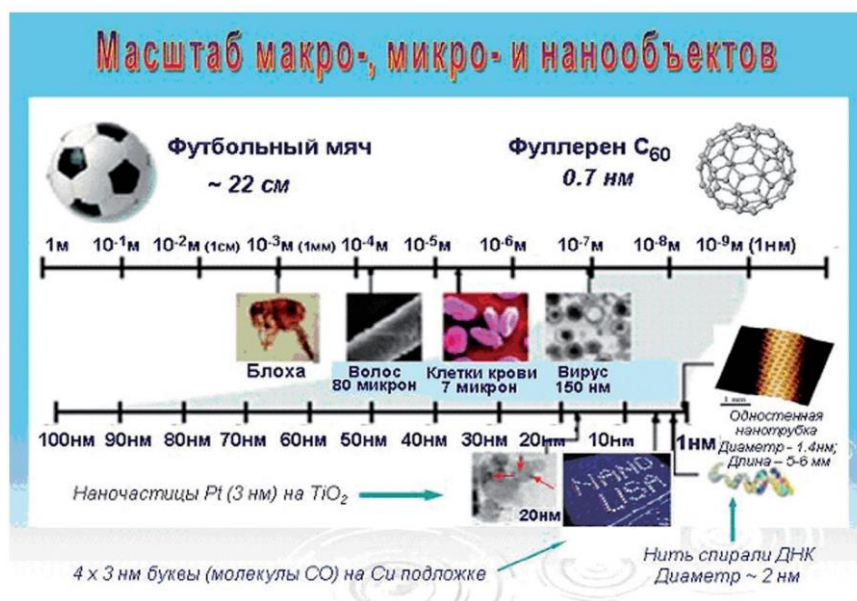 Масштаб макро-, микро- и нанообъектов
Футбольный мяч
~ 22 см
Фуллерен C60
0.7 нм
1м 10-1м 10-2м (1см) 10-3м (1мм) 10-4м 10-5м 10-6м 10-7м 10-8м 10-9м (1нм)
Блоха
Волос
80 микрон
Клетки крови
7 микрон
Вирус
150 нм
100нм 90нм 80нм 70нм 60нм 50нм 40нм 30нм 20нм 10нм 1нм
Одностенная
нанотрубка
Диаметр - 1.4нм;
Длина – 5-6 мм
Наночастицы Pt (3 нм) на TiO2
20нм
NANO
USA
4 x 3 нм буквы (молекулы СО) на Cu подложке
Нить спирали ДНК
Диаметр ~ 2 нм